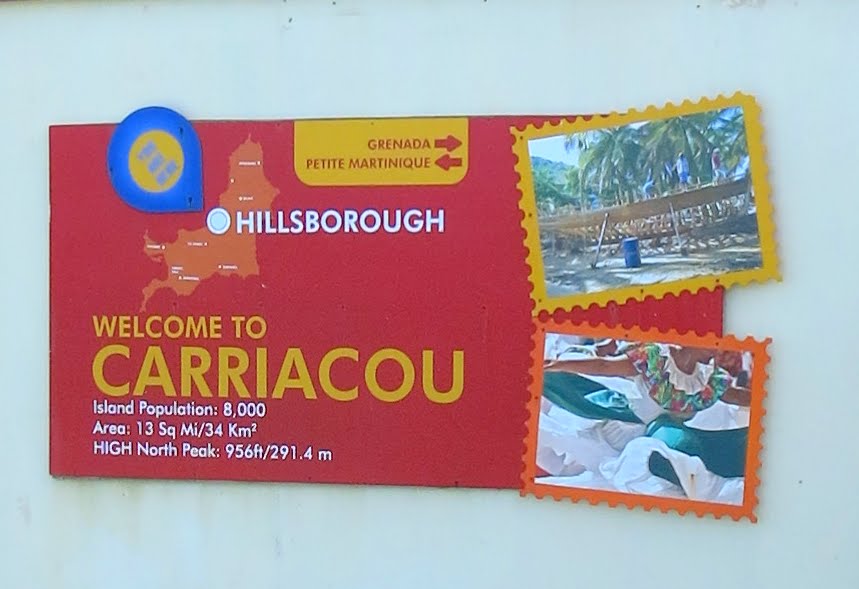 GRENADA
PETITE MARTINIQUE
HILLSBOROUGH
WELCOME TO
CARRIACOU
Island Population: 8,000
Area: 13 Sq Mi/34 Km²
HIGH North Peak: 956ft/291.4 m